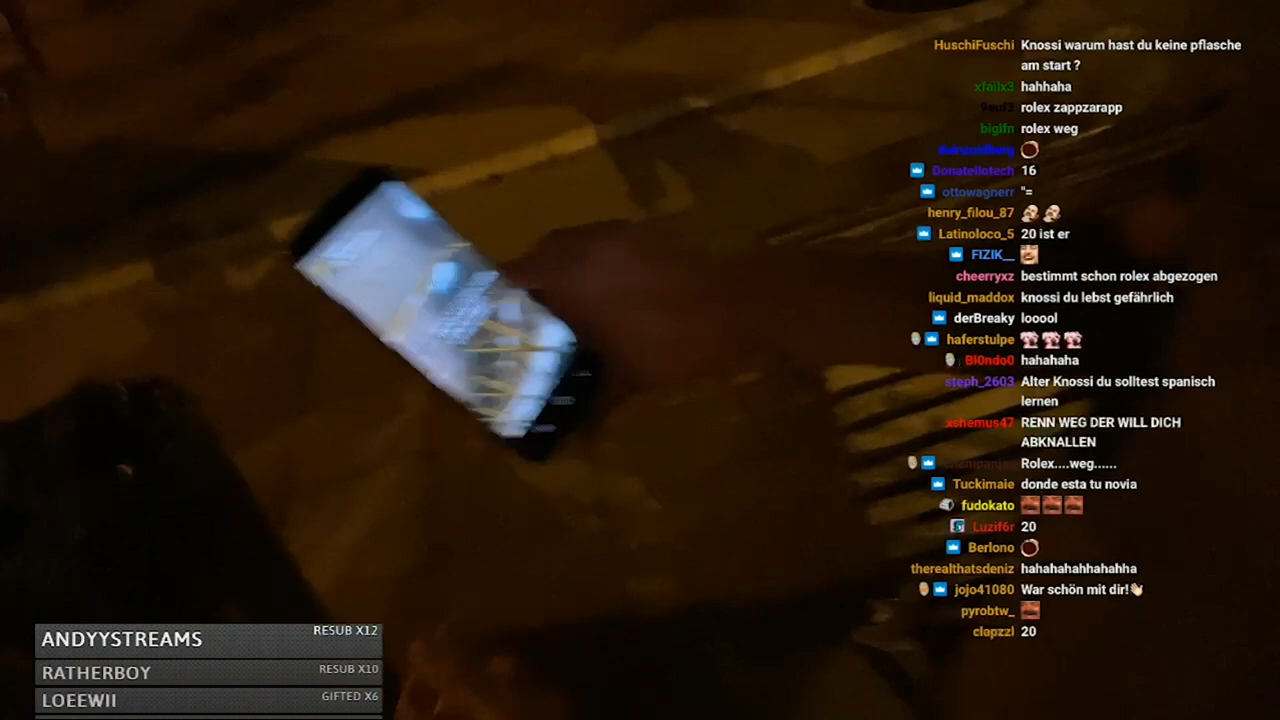 HuschiFuschi Knossi warum hast du keine pflasche
am start ?
xfailx3 hahhaha
9euf3 rolex zappzarapp
biglfn rolex weg
Donatellotech 16
ottowagnerr "=
henry_filou_87
Latinoloco_5 20 ist er
FIZIK__
cheerryxz bestimmt schon rolex abgezogen
liquid_maddox knossi du lebst gefährlich
derBreaky looool
haferstulpe
Bl0ndo0 hahahaha
steph_2603 Alter Knossi du solltest spanisch
lernen
xshemus47 RENN WEG DER WILL DICH
ABKNALLEN
Rolex....weg......
Tuckimaie donde esta tu novia
fudokato
Luzif6r 20
Berlono
therealthatsdeniz hahahahahhahahha
jojo41080 War schön mit dir!👋
pyrobtw_
clapzzl 20
ANDYYSTREAMS RESUB X12
RATHERBOY RESUB X10
LOEEWII GIFTED X6